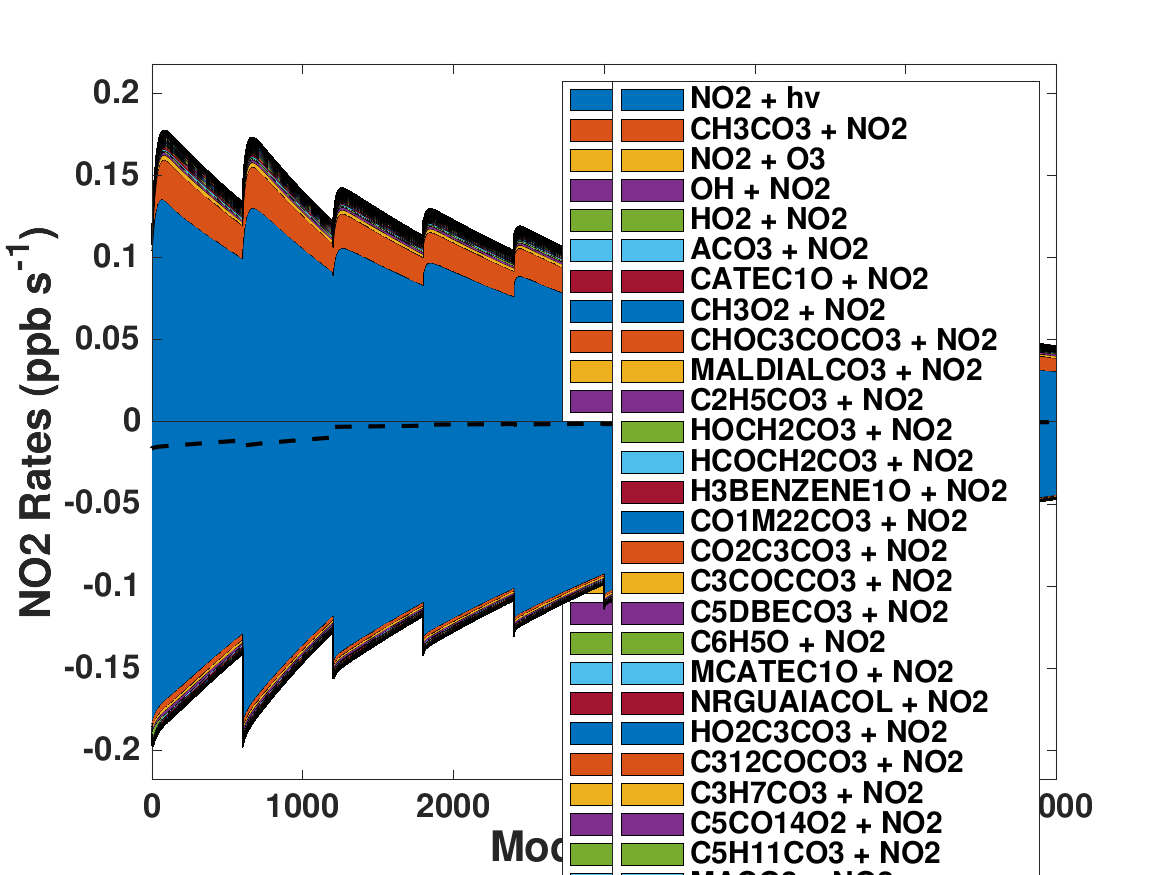 NO2 Rates (ppb s-1)
0.2
0.15
0.1
0.05
0
-0.05
-0.1
-0.15
-0.2
0
1000
2000
000
NO2 + hv
CH3CO3 + NO2
NO2 + O3
OH + NO2
HO2 + NO2
ACO3 + NO2
CATEC1O + NO2
CH3O2 + NO2
CHOC3COCO3 + NO2
MALDIALCO3 + NO2
C2H5CO3 + NO2
HOCH2CO3 + NO2
HCOCH2CO3 + NO2
H3BENZENE1O + NO2
CO1M22CO3 + NO2
CO2C3CO3 + NO2
C3COCCO3 + NO2
C5DBECO3 + NO2
C6H5O + NO2
MCATEC1O + NO2
NRGUAIACOL + NO2
HO2C3CO3 + NO2
C312COCO3 + NO2
C3H7CO3 + NO2
C5CO14O2 + NO2
C5H11CO3 + NO2